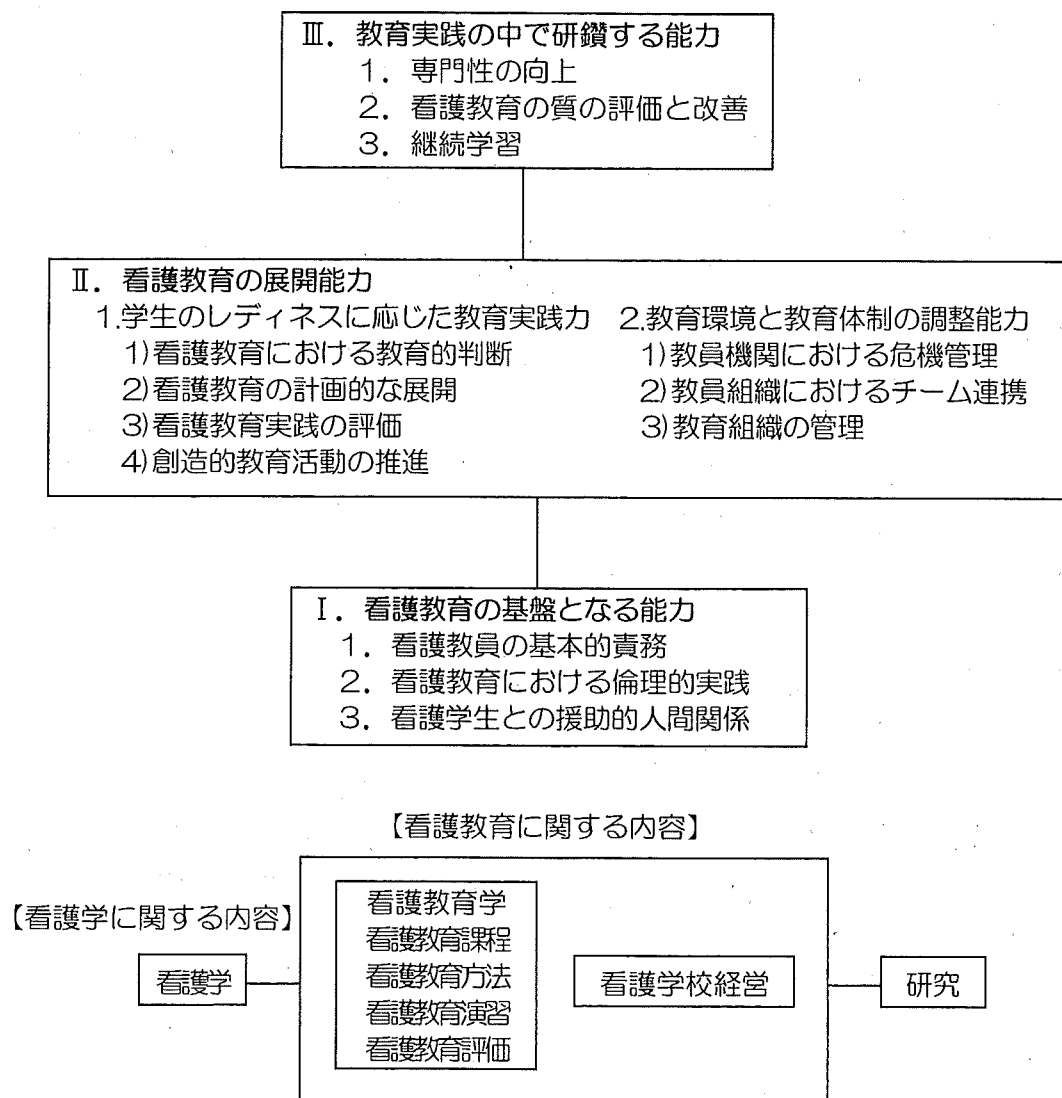 Ⅲ．教育実践の中で研鑽する能力
1．専門性の向上
2．看護教育の質の評価と改善
3．継続学習
Ⅱ．看護教育の展開能力
1.学生のレディネスに応じた教育実践力
1)看護教育における教育的判断
2)看護教育の計画的な展開
3)看護教育実践の評価
4)創造的教育活動の推進
2.教育環境と教育体制の調整能力
1)教員機関における危機管理
2)教員組織におけるチーム連携
3)教育組織の管理
Ⅰ．看護教育の基盤となる能力
1．看護教員の基本的責務
2．看護教育における倫理的実践
3．看護学生との援助的人間関係
【看護教育に関する内容】
【看護学に関する内容】
看護学
看護教育学
看護教育課程
看護教育方法
看護教育演習
看護教育評価
看護学校経営
研究